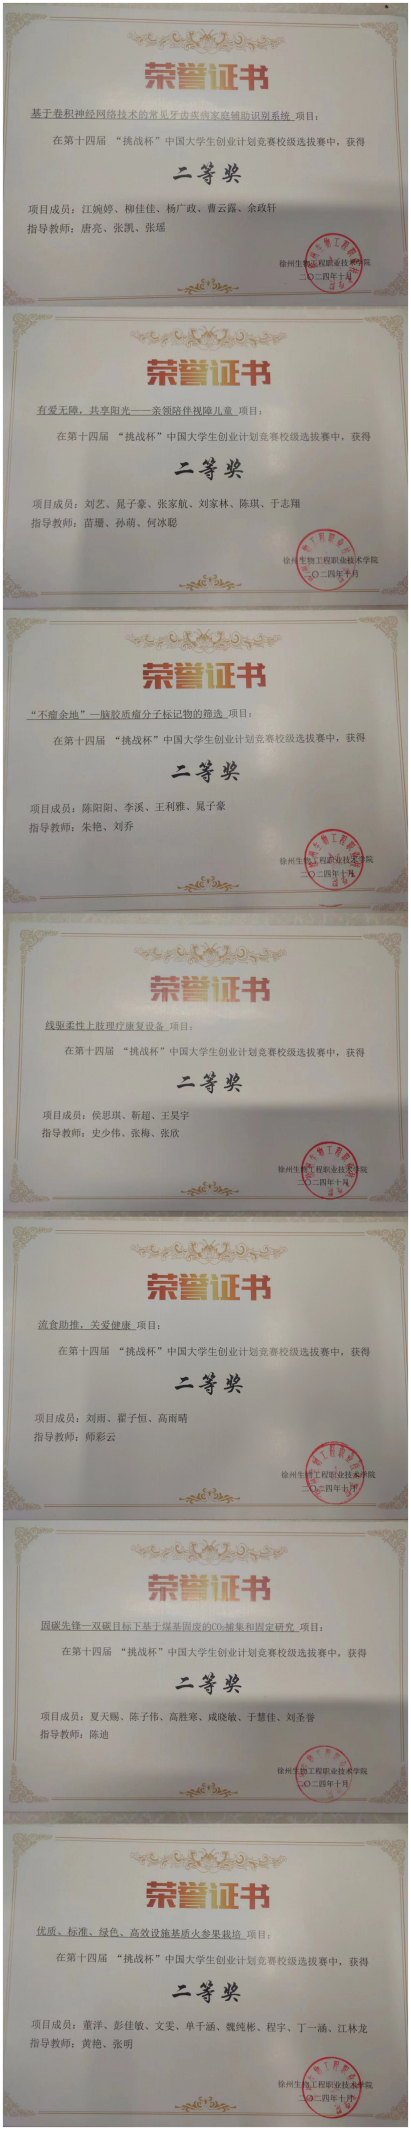 荣誉证书
基于卷积神经网络技术的常见牙齿疾病家庭辅助识别系统 项目：
在第十四届 “挑战杯”中国大学生创业计划竞赛校级选拔赛中，获得
二等奖
项目成员：江婉婷、柳佳佳、杨广政、曹云露、余政轩
指导教师：唐亮、张凯、张瑶
徐州生物工程职业技术学院
二〇二四年十月
荣誉证书
有爱无障，共享阳光——亲领陪伴视障儿童 项目：
在第十四届 “挑战杯”中国大学生创业计划竞赛校级选拔赛中，获得
二等奖
项目成员：刘艺、晁子豪、张家航、刘家林、陈琪、于志翔
指导教师：苗珊、孙萌、何冰聪
徐州生物工程职业技术学院
二〇二四年十月
荣誉证书
“不瘤余地”—脑胶质瘤分子标记物的筛选 项目：
在第十四届 “挑战杯”中国大学生创业计划竞赛校级选拔赛中，获得
二等奖
项目成员：陈阳阳、李溪、王利雅、晁子豪
指导教师：朱艳、刘乔
徐州生物工程职业技术学院
二〇二四年十月
荣誉证书
线驱柔性上肢理疗康复设备 项目：
在第十四届 “挑战杯”中国大学生创业计划竞赛校级选拔赛中，获得
二等奖
项目成员：侯思琪、靳超、王昊宇
指导教师：史少伟、张梅、张欣
徐州生物工程职业技术学院
二〇二四年十月
荣誉证书
流食助推，关爱健康 项目：
在第十四届 “挑战杯”中国大学生创业计划竞赛校级选拔赛中，获得
二等奖
项目成员：刘雨、翟子恒、高雨晴
指导教师：师彩云
徐州生物工程职业技术学院
二〇二四年十月
荣誉证书
固碳先锋—双碳目标下基于煤基固废的CO₂捕集和固定研究 项目：
在第十四届 “挑战杯”中国大学生创业计划竞赛校级选拔赛中，获得
二等奖
项目成员：夏天赐、陈子伟、高胜寒、咸晓敏、于慧佳、刘圣誉
指导教师：陈迪
徐州生物工程职业技术学院
二〇二四年十月
荣誉证书
优质、标准、绿色、高效设施基质火参果栽培 项目：
在第十四届 “挑战杯”中国大学生创业计划竞赛校级选拔赛中，获得
二等奖
项目成员：董洋、彭佳敏、文雯、单千涵、魏纯彬、程宇、丁一涵、江林龙
指导教师：黄艳、张明
徐州生物工程职业技术学院
二〇二四年十月